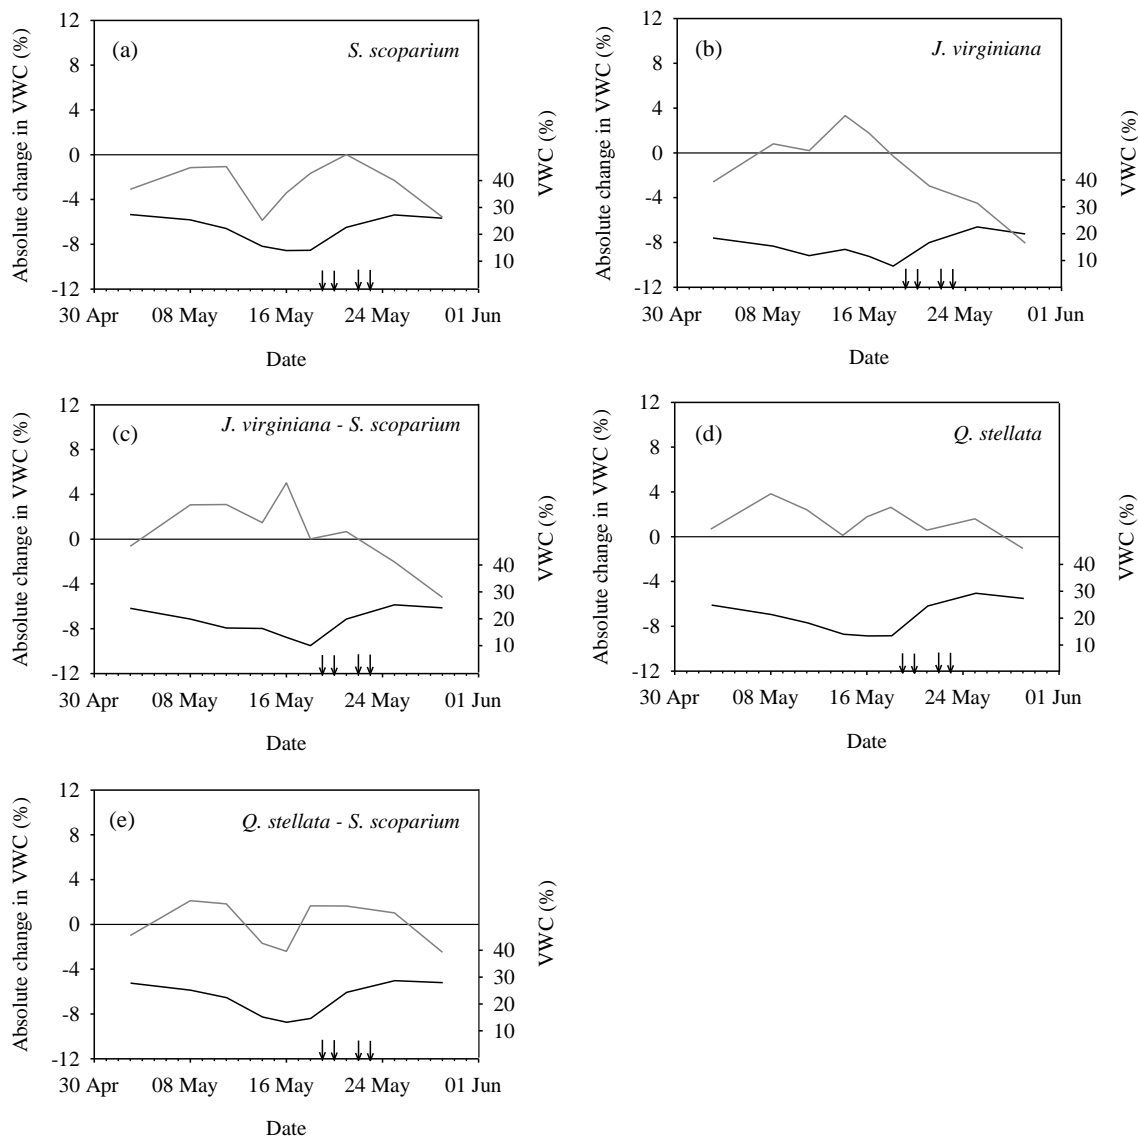 (a)
S. scoparium
Absolute change in VWC (%)
12
8
4
0
-4
-8
-12
40
30
20
10
VWC (%)
30 Apr 08 May 16 May 24 May 01 Jun
Date
(b)
J. virginiana
Absolute change in VWC (%)
12
8
4
0
-4
-8
-12
40
30
20
10
VWC (%)
30 Apr 08 May 16 May 24 May 01 Jun
Date
(c)
J. virginiana - S. scoparium
Absolute change in VWC (%)
12
8
4
0
-4
-8
-12
40
30
20
10
VWC (%)
30 Apr 08 May 16 May 24 May 01 Jun
Date
(d)
Q. stellata
Absolute change in VWC (%)
12
8
4
0
-4
-8
-12
40
30
20
10
VWC (%)
30 Apr 08 May 16 May 24 May 01 Jun
Date
(e)
Q. stellata - S. scoparium
Absolute change in VWC (%)
12
8
4
0
-4
-8
-12
40
30
20
10
VWC (%)
30 Apr 08 May 16 May 24 May 01 Jun
Date